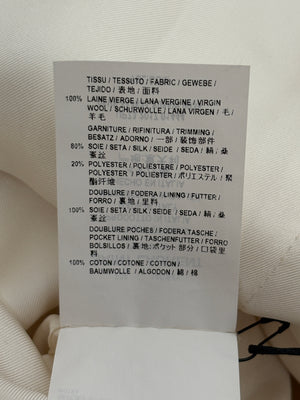 TISSU / TESSUTO / FABRIC / GEWEBE /
TEJIDO / 表地 / 面料
100% LAINE VIERGE / LANA VERGINE / VIRGIN
WOOL / SCHURWOLLE / LANA VIRGEN / 毛 /
羊毛
GARNITURE / RIFINITURA / TRIMMING /
BESATZ / ADORNO / 一部 / 装饰部件
80% SOIE / SETA / SILK / SEIDE / SEDA / 絹 / 桑
蚕丝
20% POLYESTER / POLIESTERE / POLYESTER /
POLYESTER / POLIÉSTER / ポリエステル / 聚
酯纤维
DOUBLURE / FODERA / LINING / FUTTER /
FORRO / 裏地 / 里料
100% SOIE / SETA / SILK / SEIDE / SEDA / 絹 / 桑
蚕丝
DOUBLURE POCHES / FODERA TASCHE /
POCKET LINING / TASCHENFUTTER / FORRO
BOLSILLOS / 裏地:ポケット部分 / 口袋里
料
100% COTON / COTONE / COTTON /
BAUMWOLLE / ALGODON / 綿 / 棉